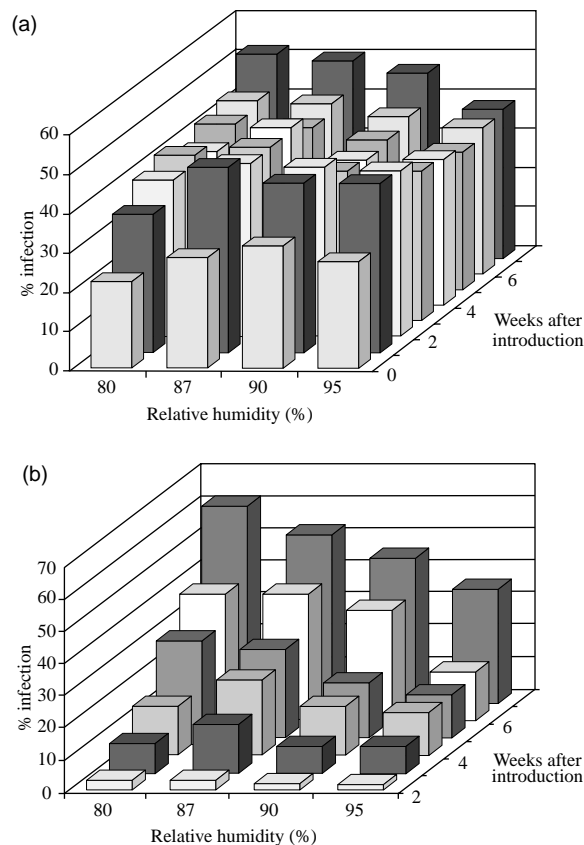 (a)
60
50
40
30
20
10
0
% infection
80 87 90 95
Relative humidity (%)
0
2
4
6
Weeks after
introduction
(b)
70
60
50
40
30
20
10
0
% infection
80 87 90 95
Relative humidity (%)
2
4
6
Weeks after
introduction